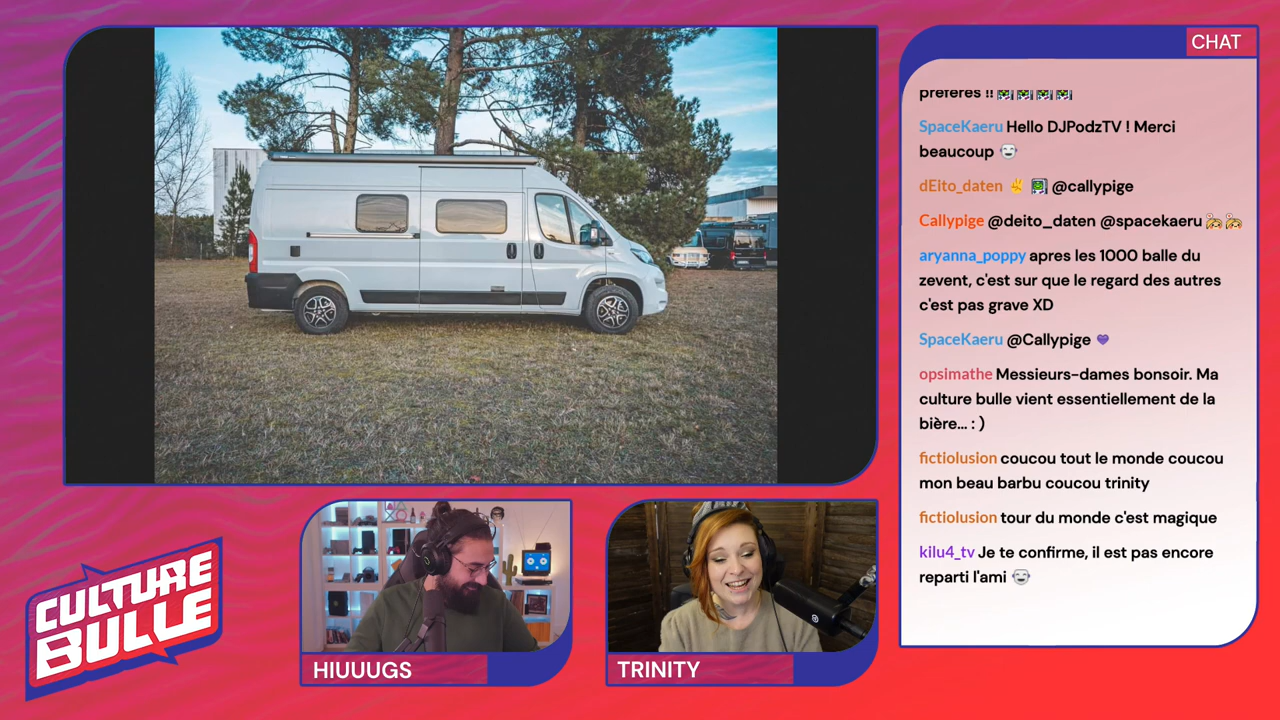 CHAT
préférés !!
SpaceKaeru Hello DJPodzTV ! Merci
beaucoup
dEIto_daten @callypige
Callypige @deito_daten @spacekaeru
aryanna_poppy apres les 1000 balle du
zevent, c'est sur que le regard des autres
c'est pas grave XD
SpaceKaeru @Callypige
opsimathe Messieurs-dames bonsoir. Ma
culture bulle vient essentiellement de la
bière... : )
fictiolusion coucou tout le monde coucou
mon beau barbu coucou trinity
fictiolusion tour du monde c'est magique
kilu4_tv Je te confirme, il est pas encore
reparti l'ami
CULTURE
BULLE
HIUUUGS
TRINITY